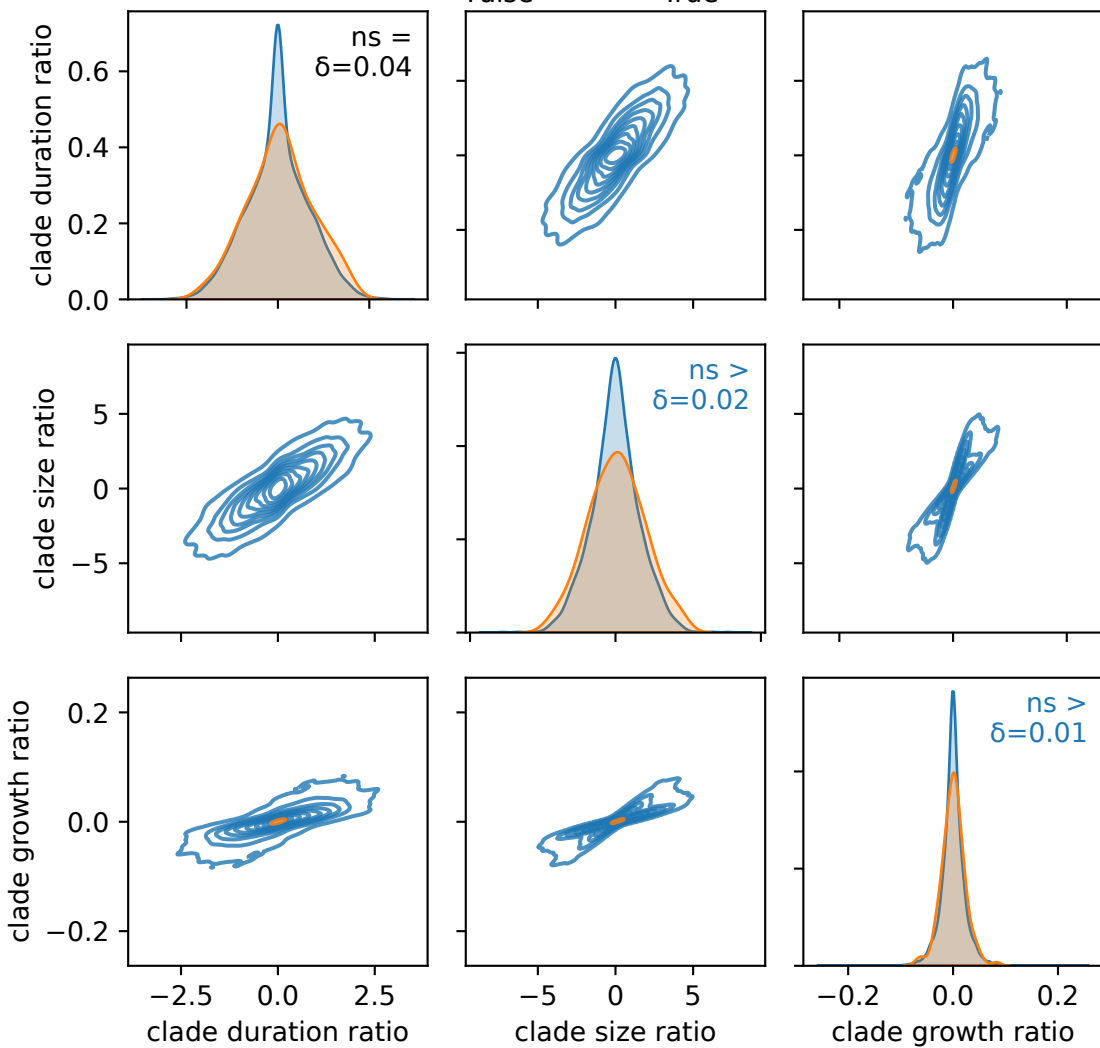 True
ns =
δ=0.04
clade duration ratio
0.6
0.4
0.2
0.0
ns >
δ=0.02
clade size ratio
5
0
−5
ns >
δ=0.01
clade growth ratio
0.2
0.0
−0.2
−2.5 0.0 2.5
−5 0 5
−0.2 0.0 0.2
clade duration ratio
clade size ratio
clade growth ratio